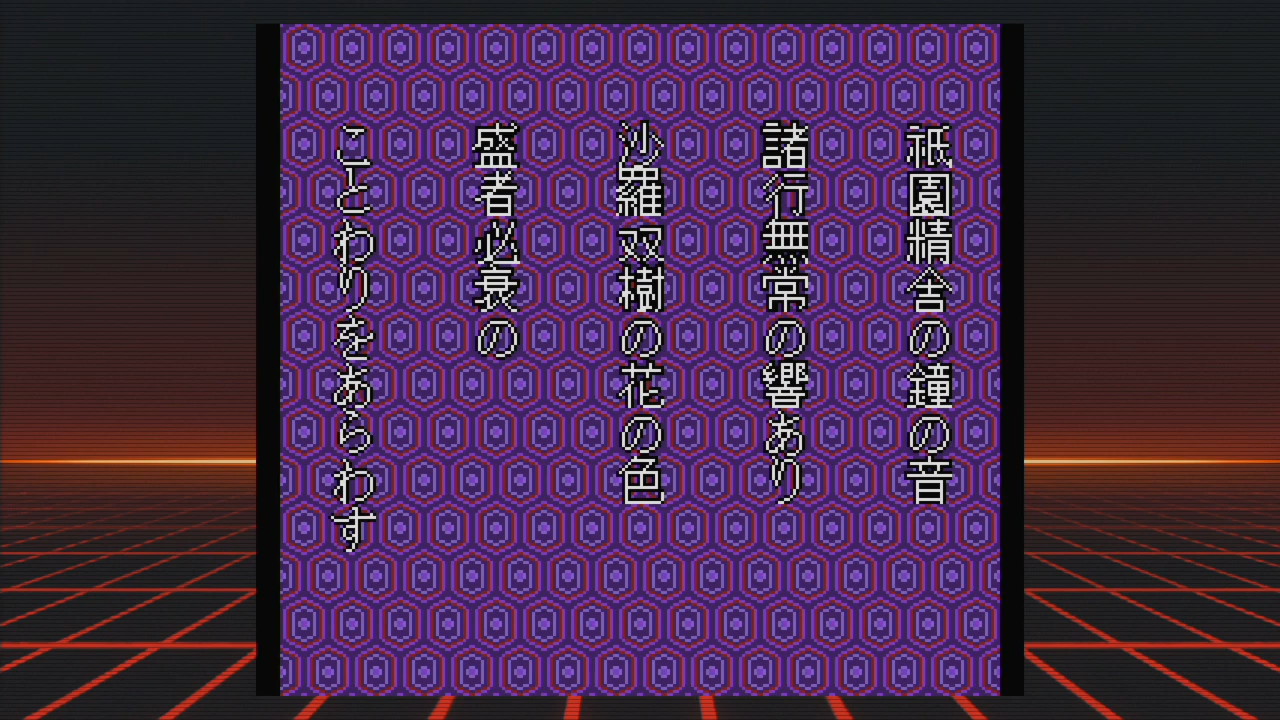 祇園精舎の鐘の音
諸行無常の響あり
沙羅双樹の花の色
盛者必衰の
ことわりをあらわす